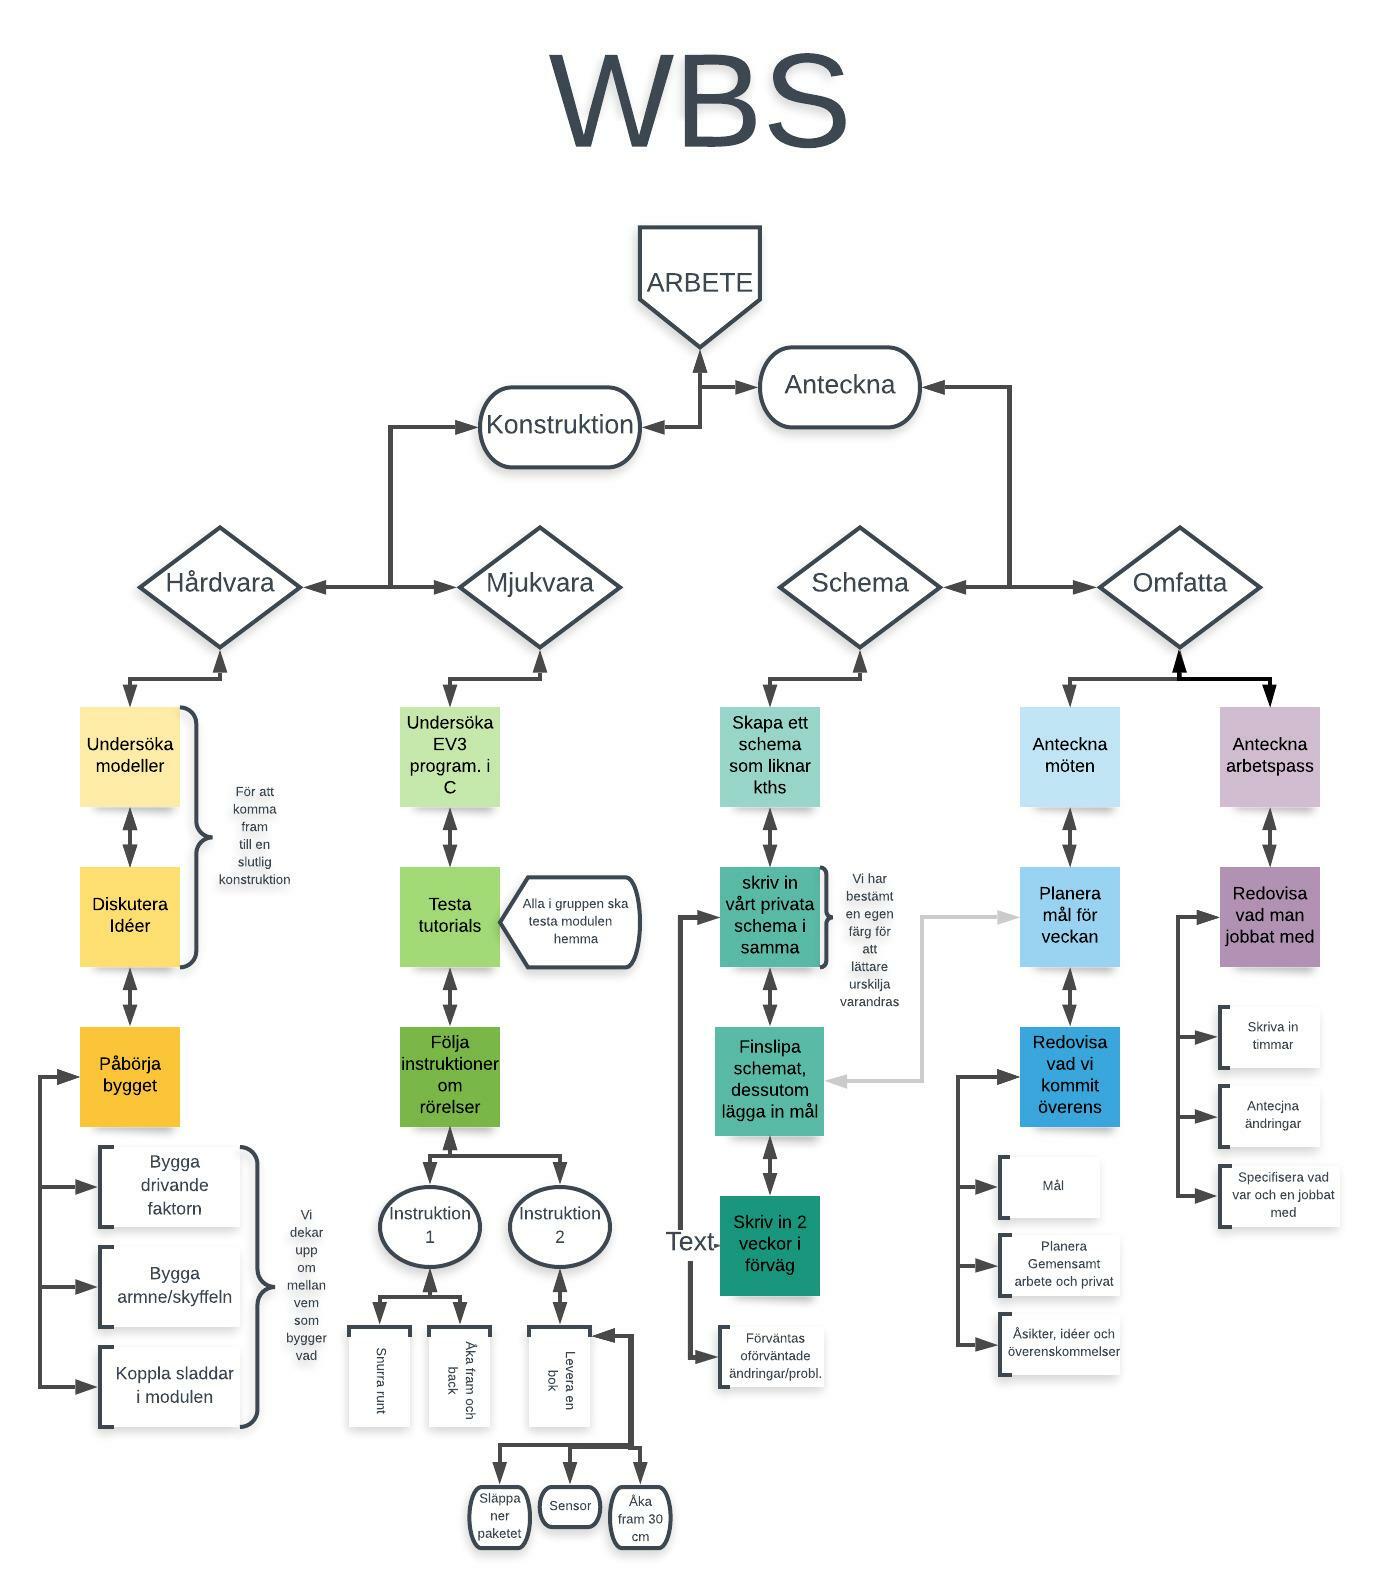 WBS
ARBETE
Anteckna
Konstruktion
Hårdvara
Mjukvara
Schema
Omfatta
Undersöka
modeller
För att
komma
fram
till en
slutlig
konstruktion
Diskutera
Idéer
Påbörja
bygget
Bygga
drivande
faktorn
Bygga
armne/skyffeln
Koppla sladdar
i modulen
Vi
dekar
upp
om
mellan
vem
som
bygger
vad
Undersöka
EV3
program. i
C
Testa
tutorials
Alla i gruppen ska
testa modulen
hemma
Följa
instruktioner
om
rörelser
Instruktion
1
Instruktion
2
Snurra runt
Åka fram och
back
Levera en
bok
Släppa
ner
paketet
Sensor
Åka
fram 30
cm
Skapa ett
schema
som liknar
kths
skriv in
vårt privata
schema i
samma
Vi har
bestämt
en egen
färg för
att
lättare
urskilja
varandras
Finslipa
schemat,
dessutom
lägga in mål
Text
Skriv in 2
veckor i
förväg
Förväntas
oförväntade
ändringar/probl.
Anteckna
möten
Planera
mål för
veckan
Redovisa
vad vi
kommit
överens
Mål
Planera
Gemensamt
arbete och privat
Åsikter, idéer och
överenskommelser
Anteckna
arbetspass
Redovisa
vad man
jobbat med
Skriva in
timmar
Antecjna
ändringar
Specifisera vad
var och en jobbat
med